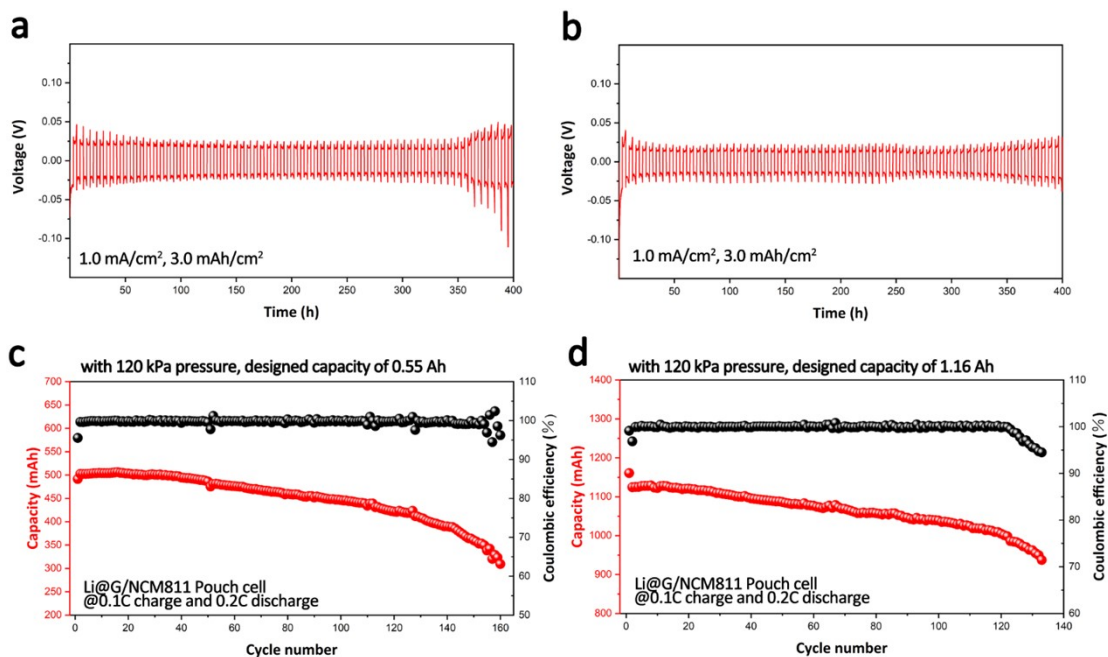 a
0.10
0.05
0.00
-0.05
-0.10
Voltage (V)
1.0 mA/cm², 3.0 mAh/cm²
50 100 150 200 250 300 350 400
Time (h)
b
0.10
0.05
0.00
-0.05
-0.10
Voltage (V)
1.0 mA/cm², 3.0 mAh/cm²
50 100 150 200 250 300 350 400
Time (h)
c
with 120 kPa pressure, designed capacity of 0.55 Ah
700
650
600
550
500
450
400
350
300
250
200
Capacity (mAh)
110
100
90
80
70
60
50
Coulombic efficiency (%)
Li@G/NCM811 Pouch cell
@0.1C charge and 0.2C discharge
0 20 40 60 80 100 120 140 160
Cycle number
d
with 120 kPa pressure, designed capacity of 1.16 Ah
1400
1300
1200
1100
1000
900
800
Capacity (mAh)
110
100
90
80
70
60
Coulombic efficiency (%)
Li@G/NCM811 Pouch cell
@0.1C charge and 0.2C discharge
0 20 40 60 80 100 120 140
Cycle number